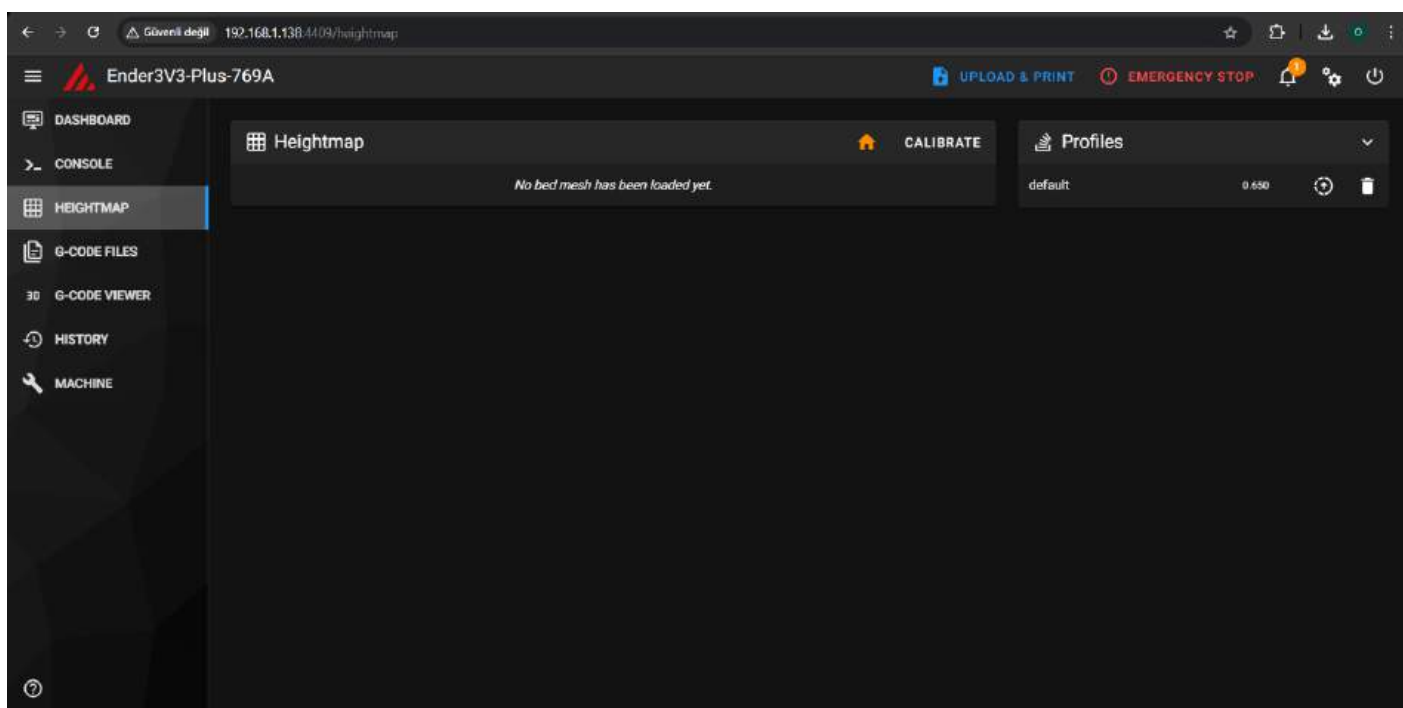 Güvenli değil 192.168.1.138:4409/heightmap
Ender3V3-Plus-769A
UPLOAD & PRINT
EMERGENCY STOP
1
DASHBOARD
CONSOLE
HEIGHTMAP
G-CODE FILES
3D G-CODE VIEWER
HISTORY
MACHINE
Heightmap
CALIBRATE
No bed mesh has been loaded yet.
Profiles
default 0.650